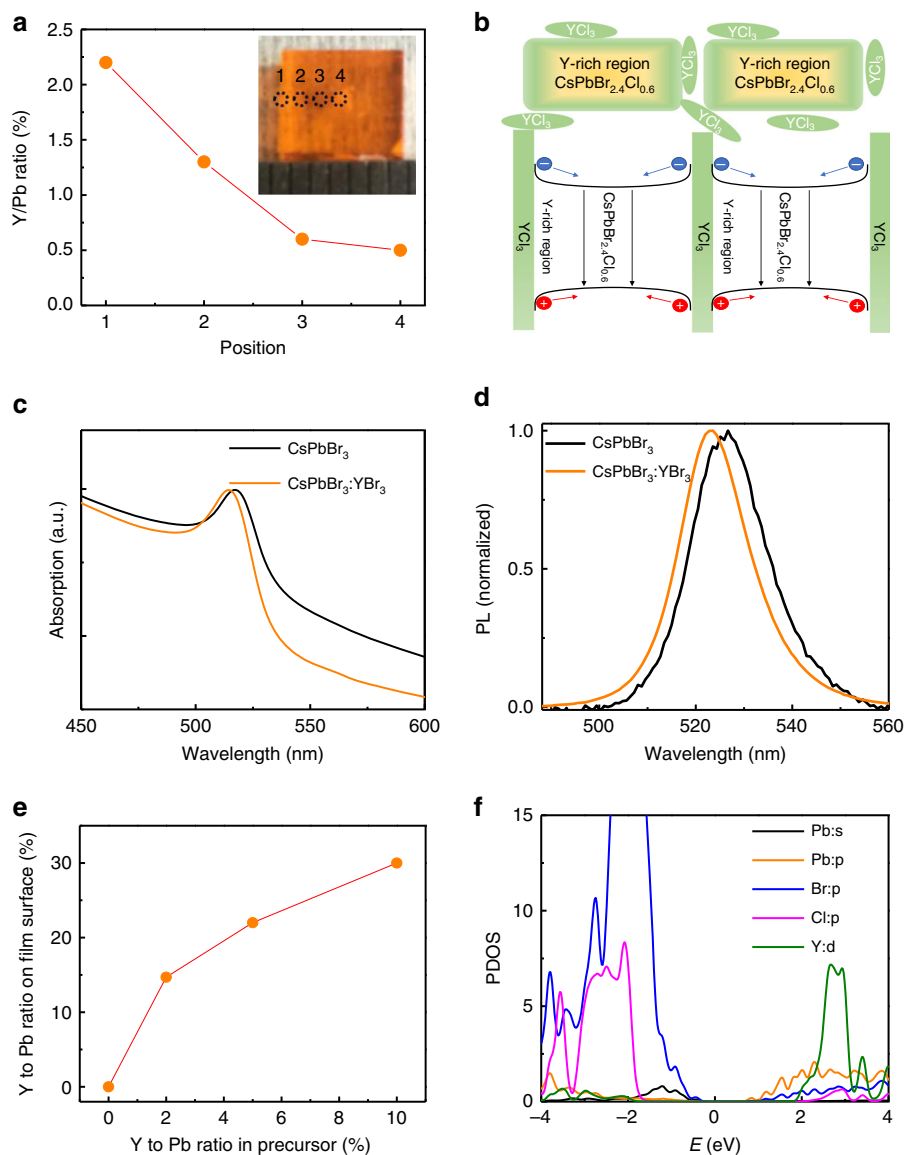 a
2.5
2.0
1.5
1.0
0.5
0.0
Y/Pb ratio (%)
1 2 3 4
1 2 3 4
Position
b
YCl3
YCl3
YCl3
YCl3
Y-rich region
CsPbBr2.4Cl0.6
Y-rich region
CsPbBr2.4Cl0.6
YCl3
YCl3
YCl3
– – – –
YCl3
Y-rich region
CsPbBr2.4Cl0.6
YCl3
Y-rich region
CsPbBr2.4Cl0.6
YCl3
+ + + +
c
CsPbBr3
CsPbBr3:YBr3
Absorption (a.u.)
450 500 550 600
Wavelength (nm)
d
1.0
0.5
0.0
CsPbBr3
CsPbBr3:YBr3
PL (normalized)
500 520 540 560
Wavelength (nm)
e
30
20
10
0
Y to Pb ratio on film surface (%)
0 2 4 6 8 10
Y to Pb ratio in precursor (%)
f
15
10
5
0
PDOS
Pb:s
Pb:p
Br:p
Cl:p
Y:d
–4 –2 0 2 4
E (eV)